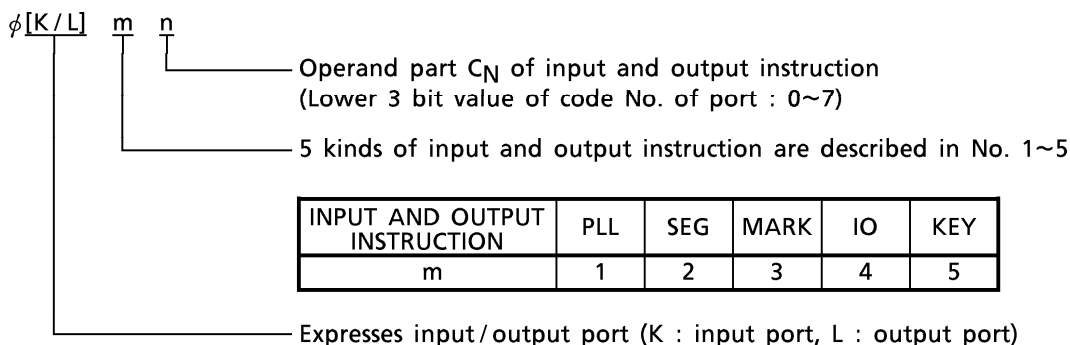 ϕ[K/L] m n
Operand part CN of input and output instruction
(Lower 3 bit value of code No. of port : 0~7)
5 kinds of input and output instruction are described in No. 1~5
INPUT AND OUTPUT INSTRUCTION PLL SEG MARK IO KEY
m 1 2 3 4 5
Expresses input/output port (K : input port, L : output port)